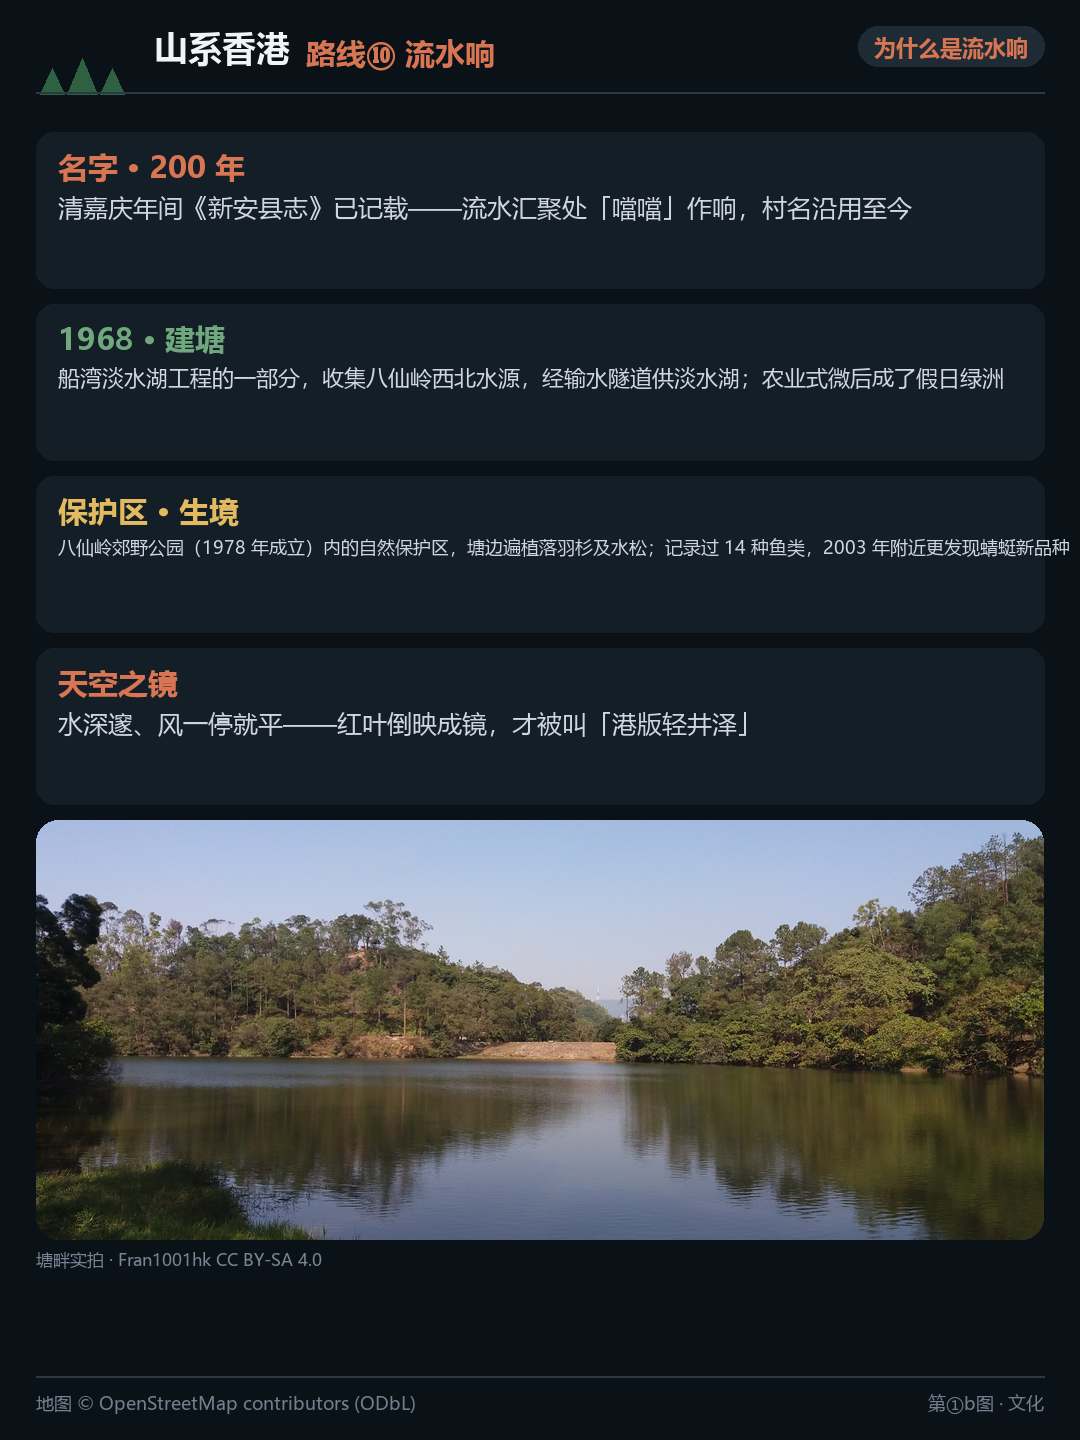 山系香港 路线⑩ 流水响
为什么是流水响
名字 • 200 年
清嘉庆年间《新安县志》已记载——流水汇聚处「噹噹」作响，村名沿用至今
1968 • 建塘
船湾淡水湖工程的一部分，收集八仙岭西北水源，经输水隧道供淡水湖；农业式微后成了假日绿洲
保护区 • 生境
八仙岭郊野公园（1978 年成立）内的自然保护区，塘边遍植落羽杉及水松；记录过 14 种鱼类，2003 年附近更发现蜻蜓新品种
天空之镜
水深邃、风一停就平——红叶倒映成镜，才被叫「港版轻井泽」
塘畔实拍 · Fran1001hk CC BY-SA 4.0
地图 © OpenStreetMap contributors (ODbL)
第①b图 · 文化